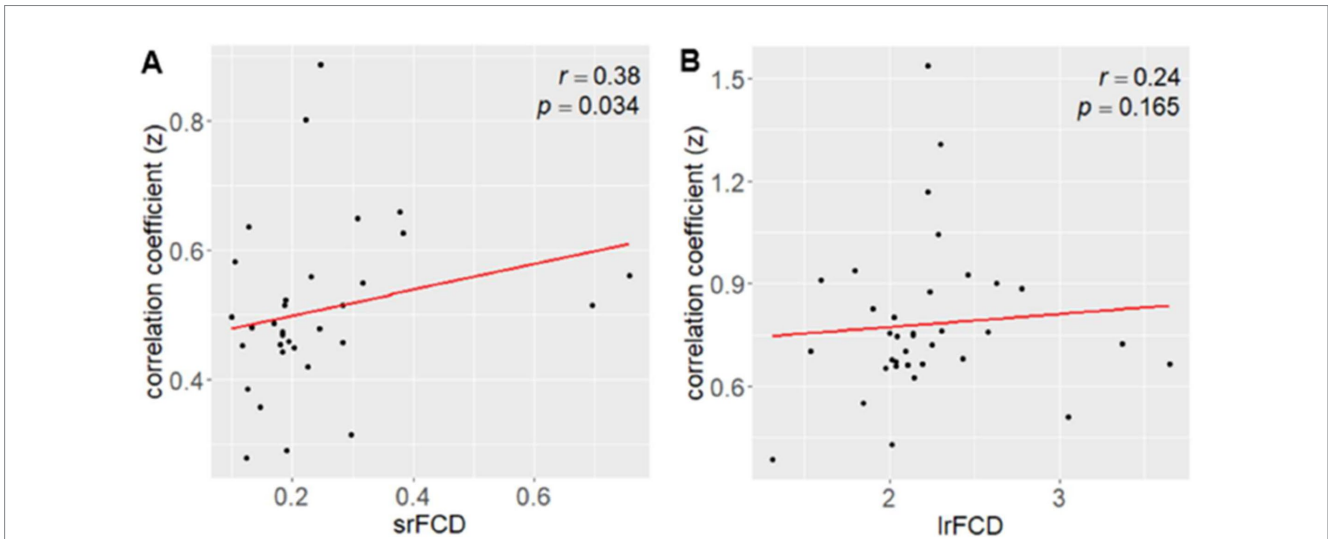 A
r = 0.38
p = 0.034
correlation coefficient (z)
0.8
0.6
0.4
0.2
0.4
0.6
srFCD
B
r = 0.24
p = 0.165
correlation coefficient (z)
1.5
1.2
0.9
0.6
2
3
lrFCD